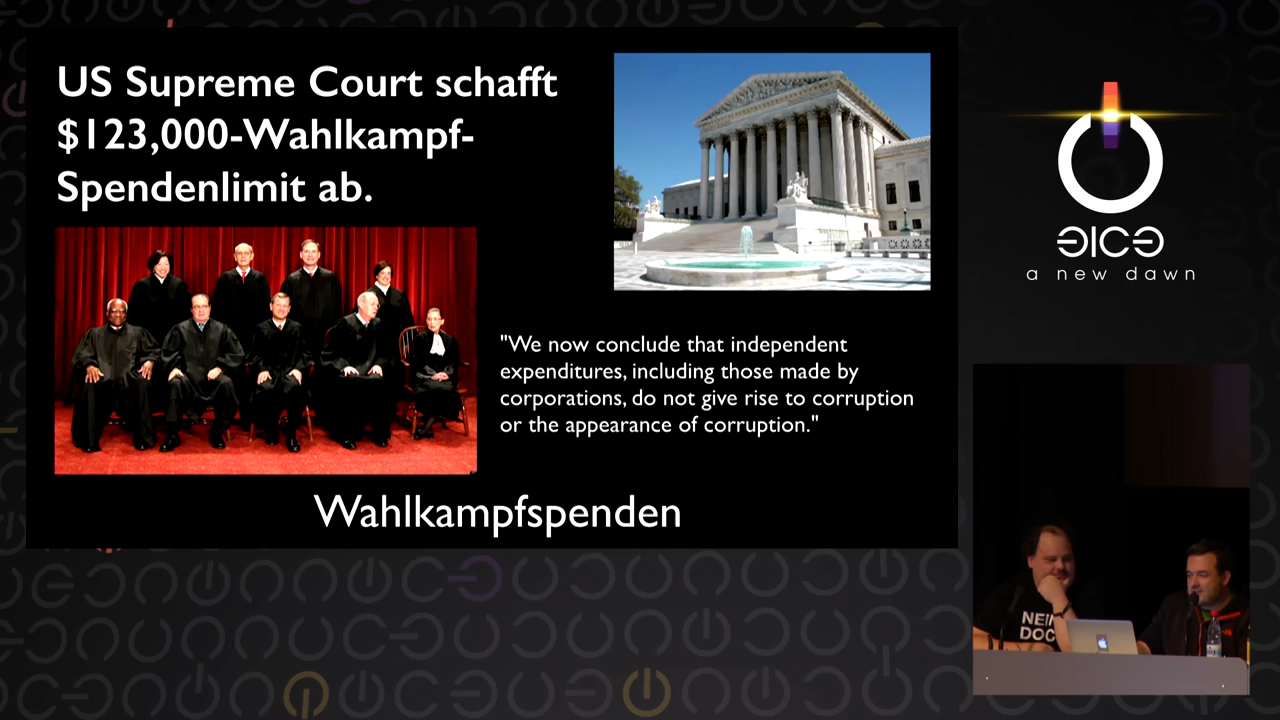 US Supreme Court schafft
$123,000-Wahlkampf-
Spendenlimit ab.
"We now conclude that independent
expenditures, including those made by
corporations, do not give rise to corruption
or the appearance of corruption."
Wahlkampfspenden
a new dawn
NEIN
DOC